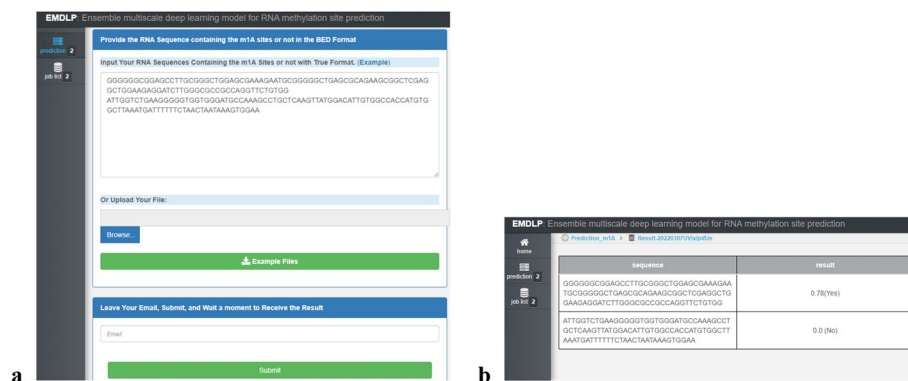 EMDLP: Ensemble multiscale deep learning model for RNA methylation site prediction
prediction 2
job list 2
Provide the RNA Sequence containing the m1A sites or not in the BED Format
Input Your RNA Sequences Containing the m1A Sites or not with True Format. (Example)
GGGGGGCGGAGCCTTGCGGGCTGGAGCGAAAGAATGCGGGGGCTGAGCGCAGAAGCGGCTCGAG
GCTGGAAGAGGATCTTGGGCGCCGCCAGGTTCTGTGG
ATTGGTCTGAAGGGGGTGGTGGGATGCCAAAGCCTGCTCAAGTTATGGACATTGTGGCCACCATGTG
GCTTAAATGATTTTTTCTAACTAATAAAGTGGAA
Or Upload Your File:
Browse...
Example Files
Leave Your Email, Submit, and Wait a moment to Receive the Result
Email
Submit
a
EMDLP: Ensemble multiscale deep learning model for RNA methylation site prediction
home
prediction 2
job list 2
Prediction_m1A >
sequence result
GGGGGGCGGAGCCTTGCGGGCTGGAGCGAAAGAA
TGCGGGGGCTGAGCGCAGAAGCGGCTCGAGGCTG
GAAGAGGATCTTGGGCGCCGCCAGGTTCTGTGG
0.76(Yes)
ATTGGTCTGAAGGGGGTGGTGGGATGCCAAAGCCT
GCTCAAGTTATGGACATTGTGGCCACCATGTGGCTT
AAATGATTTTTTCTAACTAATAAAGTGGAA
0.0 (No)
b